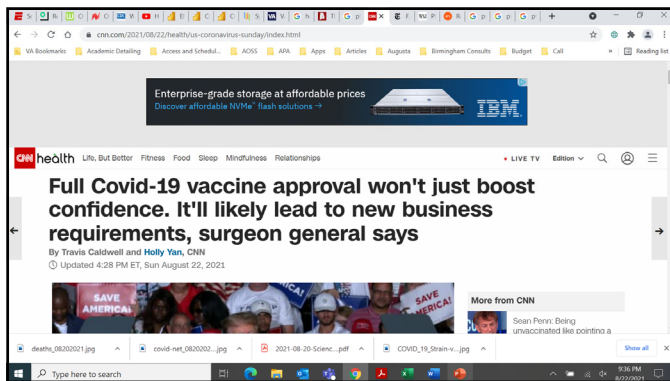 cnn.com/2021/08/22/health/us-coronavirus-sunday/index.html
VA Bookmarks Academic Detailing Access and Schedul... AOSS APA Apps Articles Augusta Birmingham Consults Budget Call » Reading list
Enterprise-grade storage at affordable prices
Discover affordable NVMe™ flash solutions →
IBM.
CNN health Life, But Better Fitness Food Sleep Mindfulness Relationships • LIVE TV Edition
Full Covid-19 vaccine approval won't just boost
confidence. It'll likely lead to new business
requirements, surgeon general says
By Travis Caldwell and Holly Yan, CNN
Updated 4:28 PM ET, Sun August 22, 2021
SAVE
AMERICA!
SAVE
AMERICA!
More from CNN
Sean Penn: Being
unvaccinated like pointing a
deaths_08202021.jpg covid-net_0820202...jpg 2021-08-20-Scienc...pdf COVID_19_Strain-v...jpg Show all
Type here to search
9:36 PM
8/22/2021